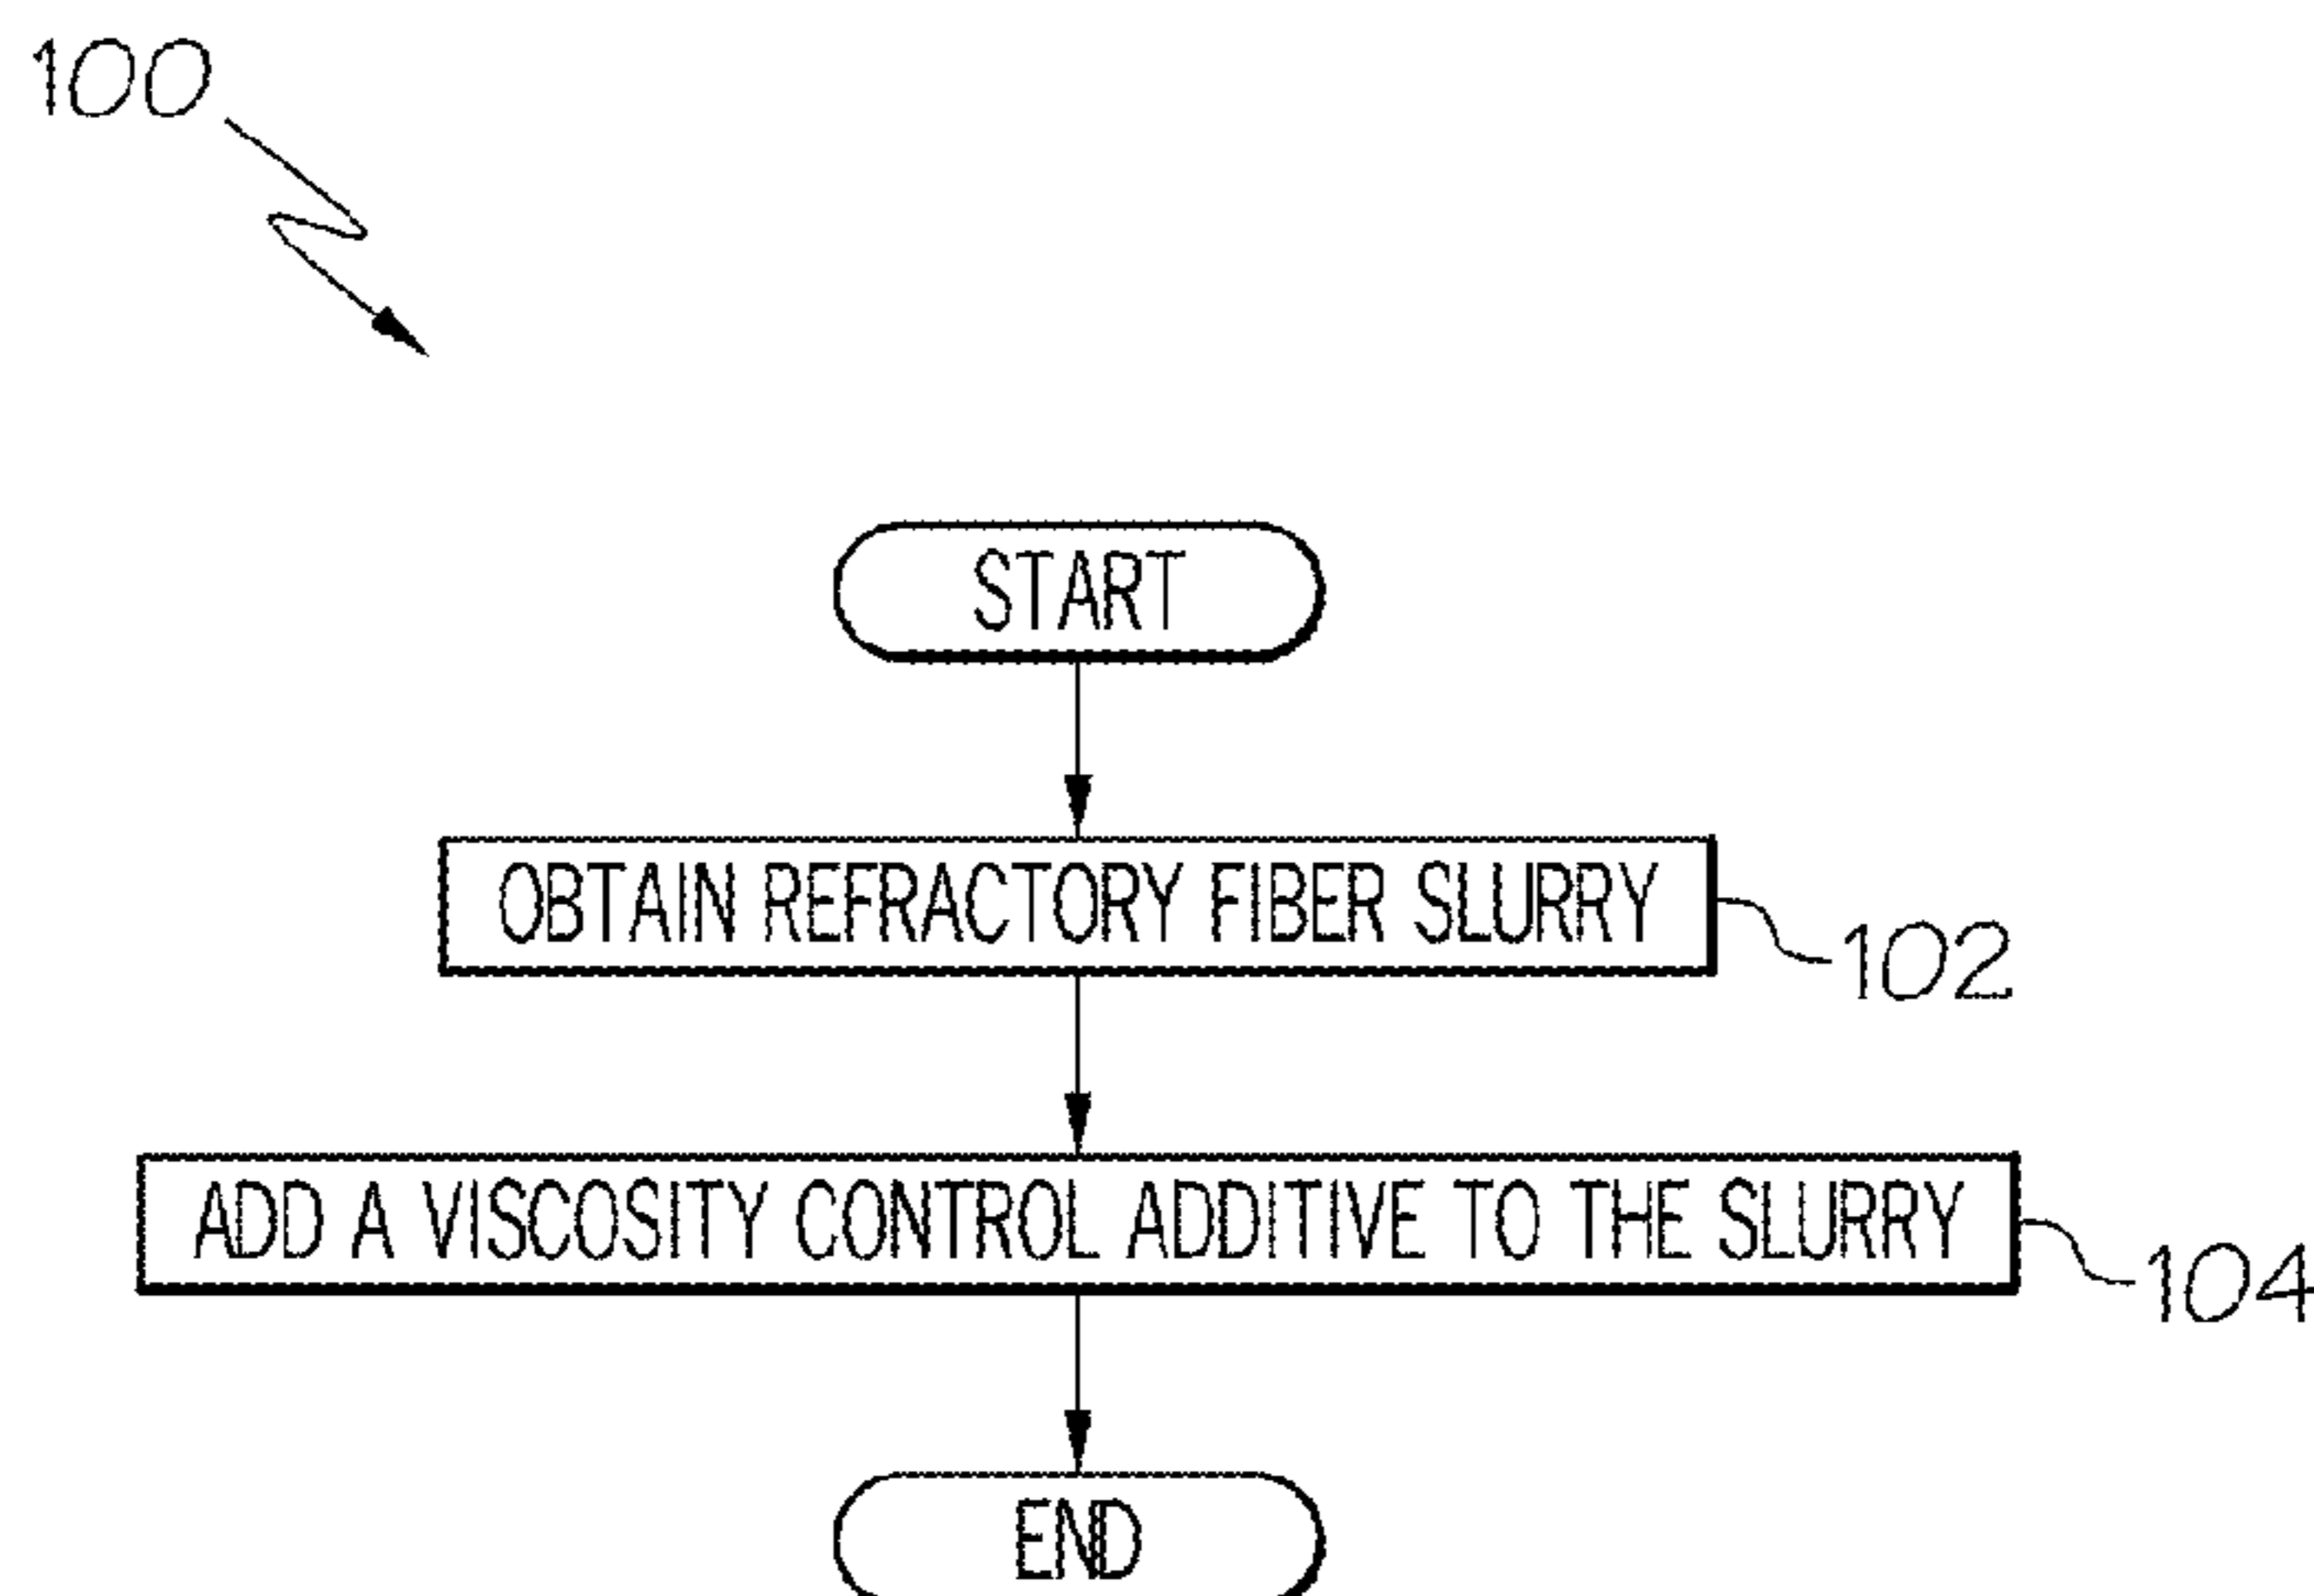 100
START
OBTAIN REFRACTORY FIBER SLURRY
102
ADD A VISCOSITY CONTROL ADDITIVE TO THE SLURRY
104
END